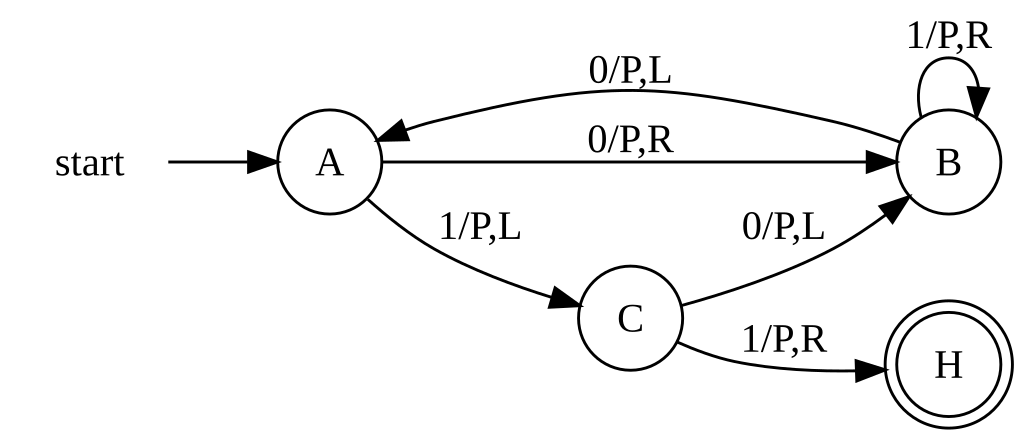 1/P,R
0/P,L
0/P,R
start
A
B
1/P,L
0/P,L
C
1/P,R
H